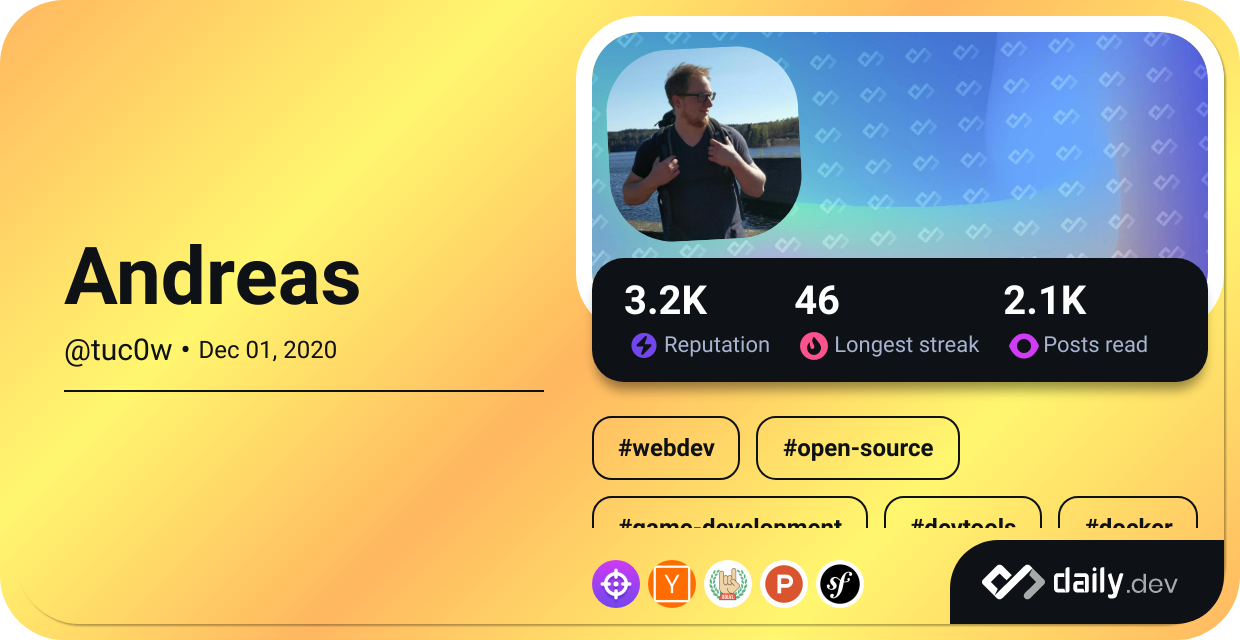 Andreas
@tuc0w • Dec 01, 2020
3.2K 46 2.1K
Reputation Longest streak Posts read
#webdev #open-source
#game-development #devtools #docker
Y P sf
daily.dev